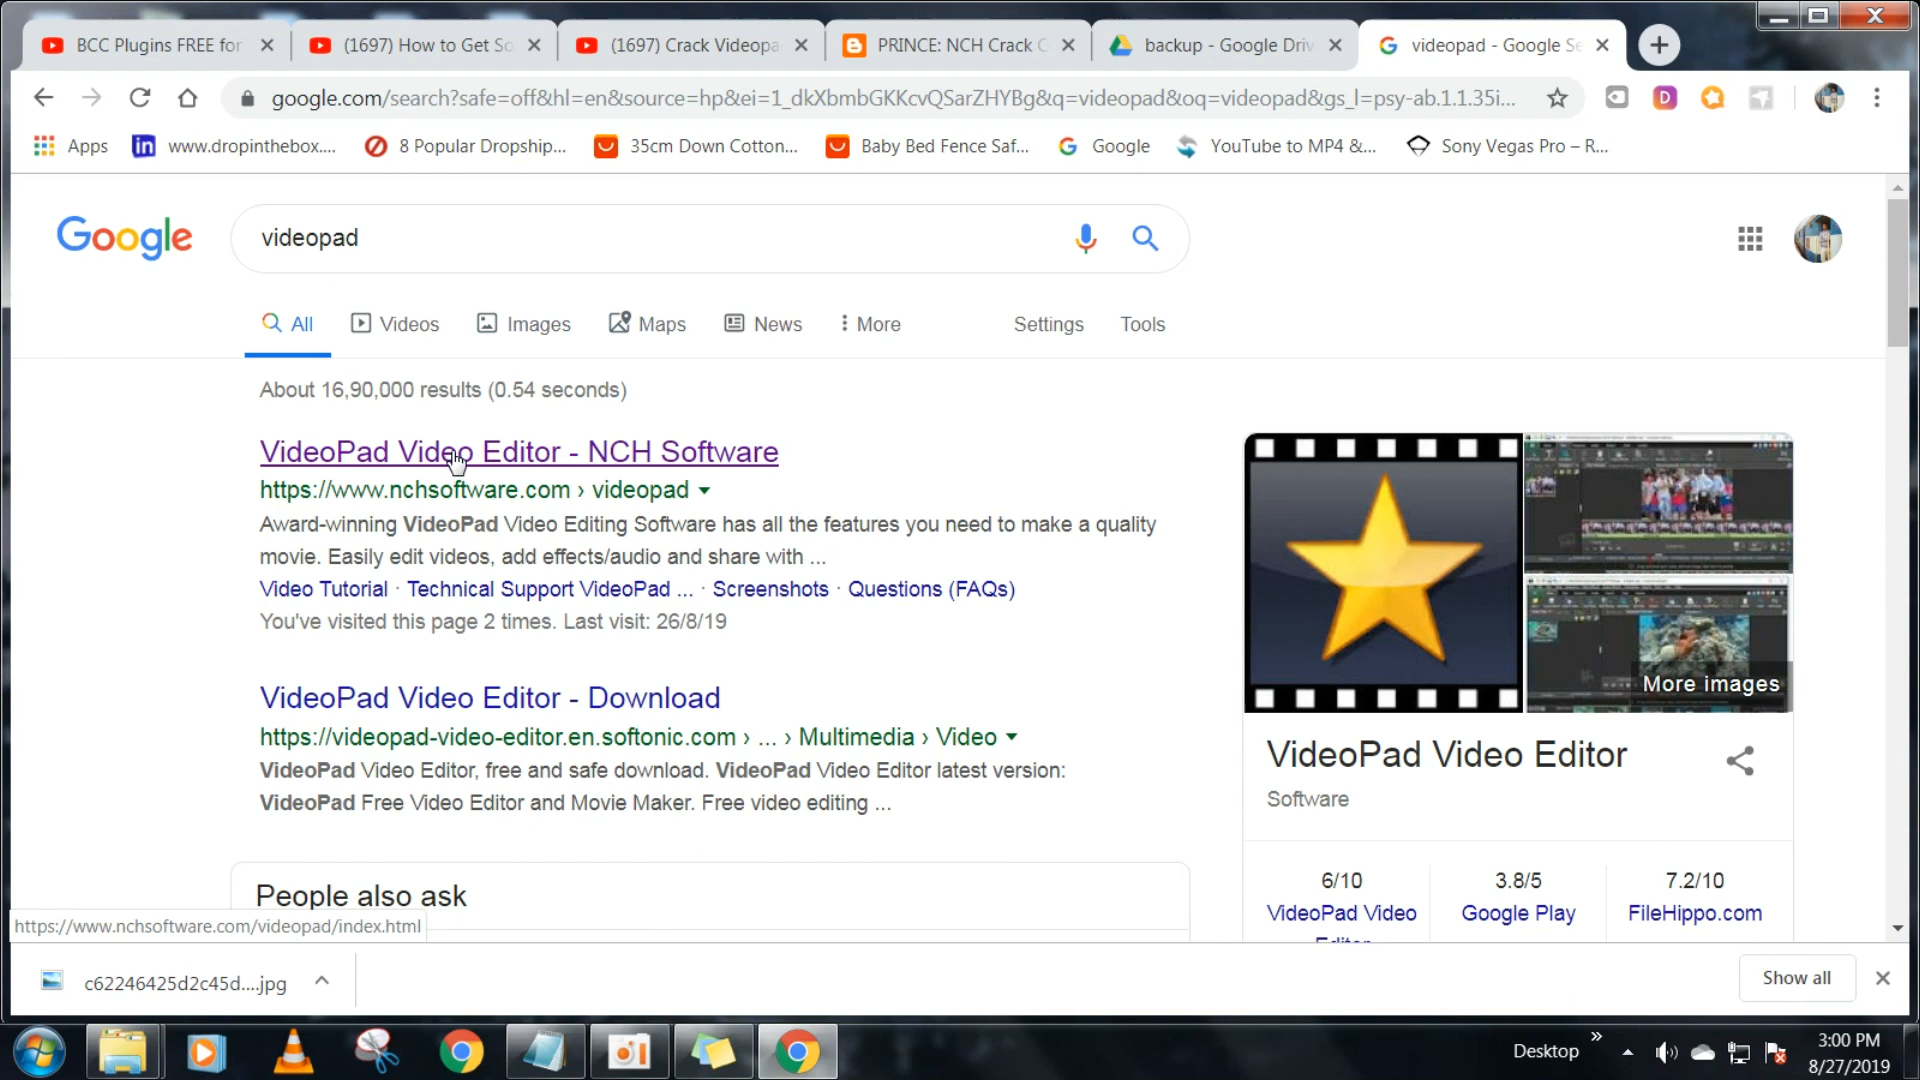 BCC Plugins FREE for
(1697) How to Get So
(1697) Crack Videopa
PRINCE: NCH Crack C
backup - Google Driv
videopad - Google Se
google.com/search?safe=off&hl=en&source=hp&ei=1_dkXbmbGKKcvQSarZHYBg&q=videopad&oq=videopad&gs_l=psy-ab.1.1.35i...
Apps
www.dropinthebox....
8 Popular Dropship...
35cm Down Cotton...
Baby Bed Fence Saf...
Google
YouTube to MP4 &...
Sony Vegas Pro – R...
Google
videopad
All
Videos
Images
Maps
News
More
Settings
Tools
About 16,90,000 results (0.54 seconds)
VideoPad Video Editor - NCH Software
https://www.nchsoftware.com › videopad
Award-winning VideoPad Video Editing Software has all the features you need to make a quality
movie. Easily edit videos, add effects/audio and share with ...
Video Tutorial · Technical Support VideoPad ... · Screenshots · Questions (FAQs)
You've visited this page 2 times. Last visit: 26/8/19
VideoPad Video Editor - Download
https://videopad-video-editor.en.softonic.com › ... › Multimedia › Video
VideoPad Video Editor, free and safe download. VideoPad Video Editor latest version:
VideoPad Free Video Editor and Movie Maker. Free video editing ...
People also ask
More images
VideoPad Video Editor
Software
6/10
VideoPad Video
Editor
3.8/5
Google Play
7.2/10
FileHippo.com
https://www.nchsoftware.com/videopad/index.html
c62246425d2c45d....jpg
Show all
Desktop
3:00 PM
8/27/2019